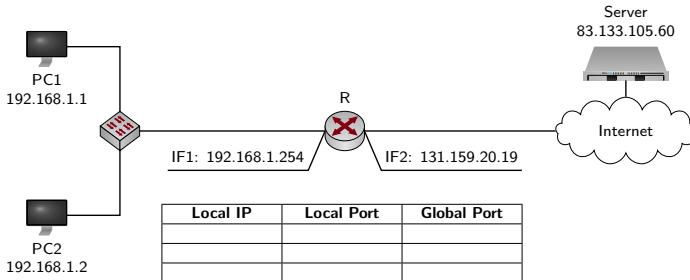 Server
83.133.105.60
PC1
192.168.1.1
R
Internet
IF1: 192.168.1.254
IF2: 131.159.20.19
PC2
192.168.1.2
Local IP Local Port Global Port